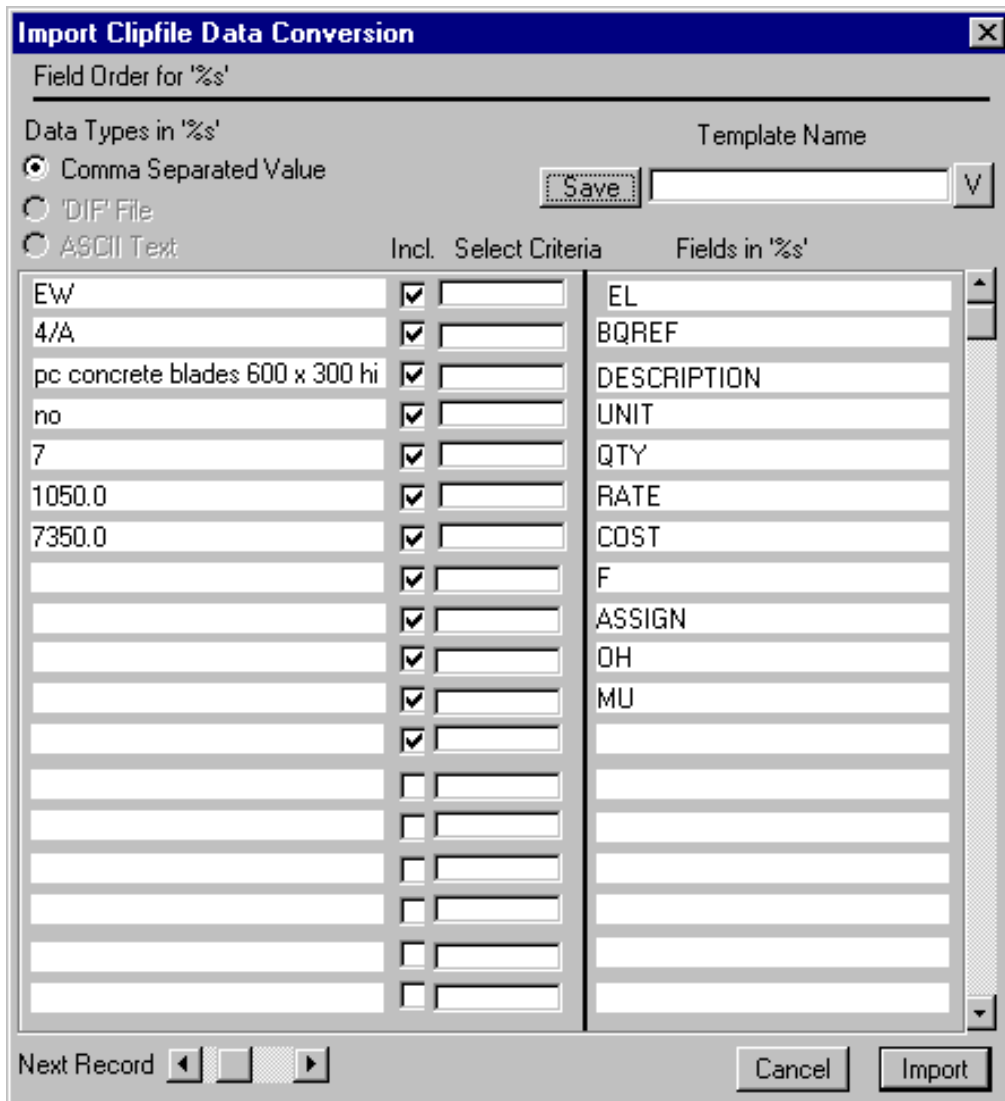 Import Clipfile Data Conversion
Field Order for '%s'
Data Types in '%s'
Template Name
Comma Separated Value
Save
V
'DIF' File
ASCII Text
Incl. Select Criteria Fields in '%s'
EW EL
4/A BQREF
pc concrete blades 600 x 300 hi DESCRIPTION
no UNIT
7 QTY
1050.0 RATE
7350.0 COST
F
ASSIGN
OH
MU
Next Record Cancel Import